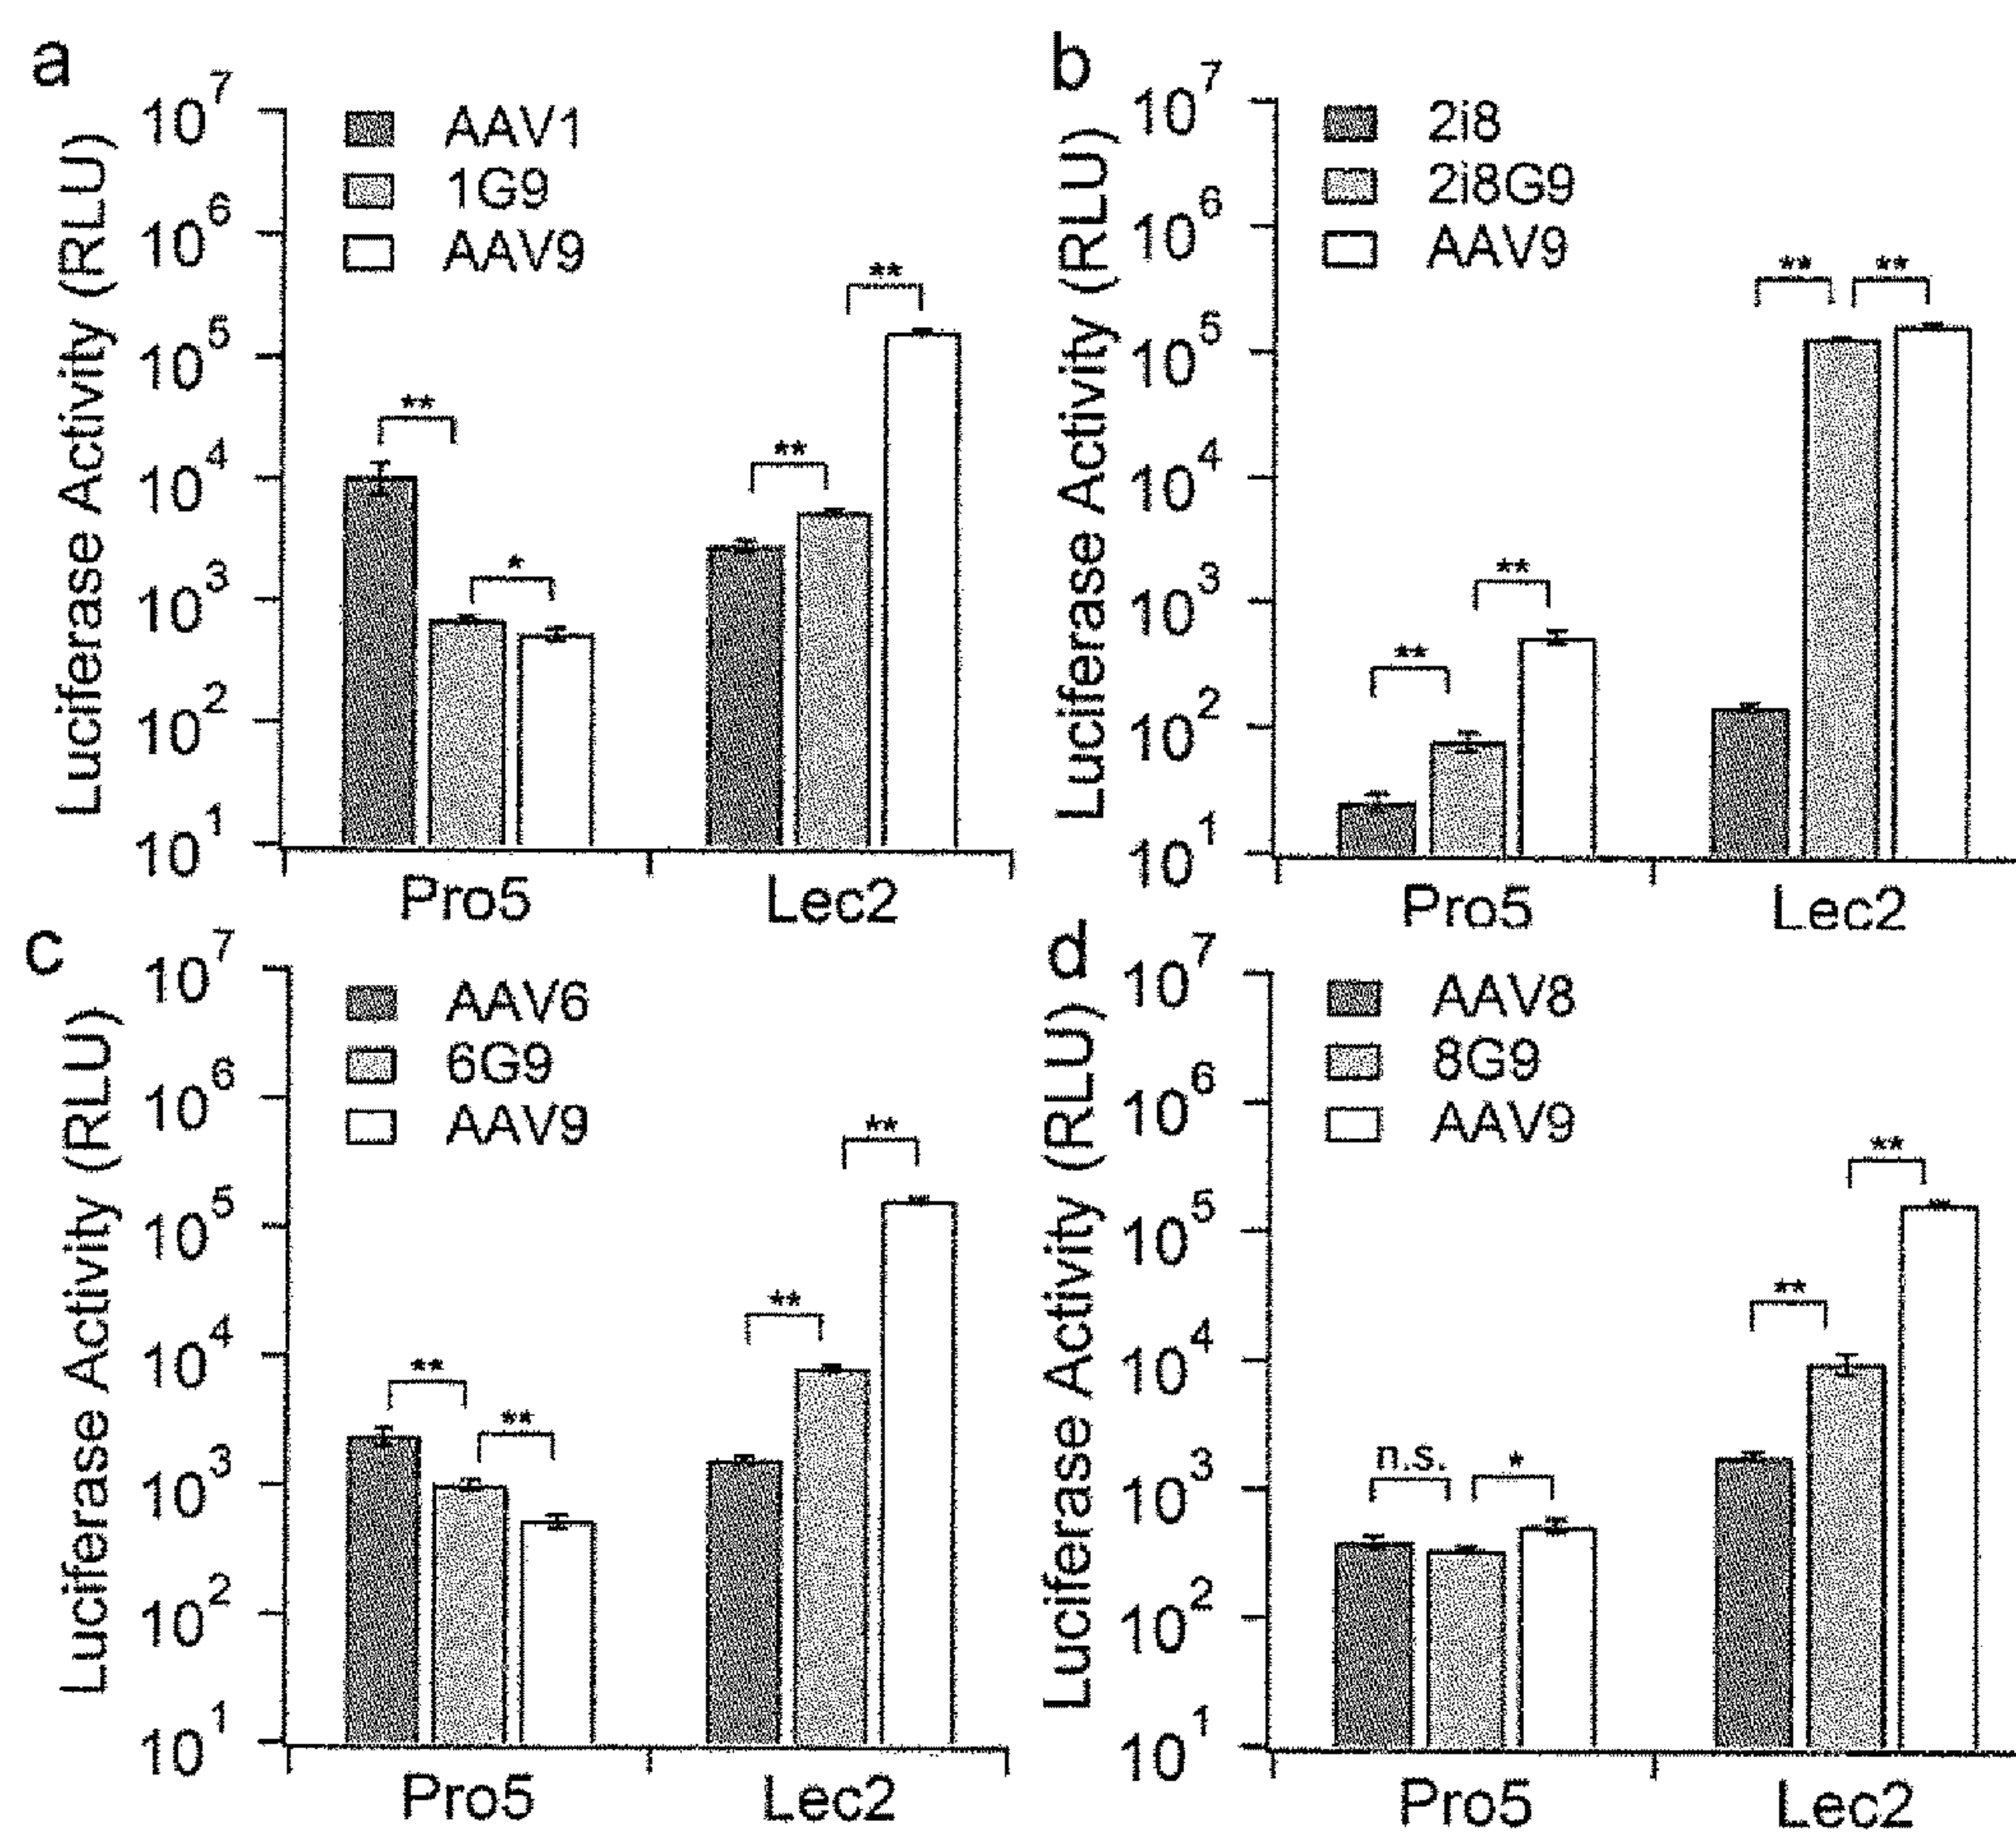 a
Luciferase Activity (RLU)
10^7
10^6
10^5
10^4
10^3
10^2
10^1
AAV1
1G9
AAV9
**
*
**
**
Pro5
Lec2
b
Luciferase Activity (RLU)
10^7
10^6
10^5
10^4
10^3
10^2
10^1
2i8
2i8G9
AAV9
**
**
**
**
Pro5
Lec2
c
Luciferase Activity (RLU)
10^7
10^6
10^5
10^4
10^3
10^2
10^1
AAV6
6G9
AAV9
**
**
**
**
Pro5
Lec2
d
Luciferase Activity (RLU)
10^7
10^6
10^5
10^4
10^3
10^2
10^1
AAV8
8G9
AAV9
n.s.
*
**
**
Pro5
Lec2